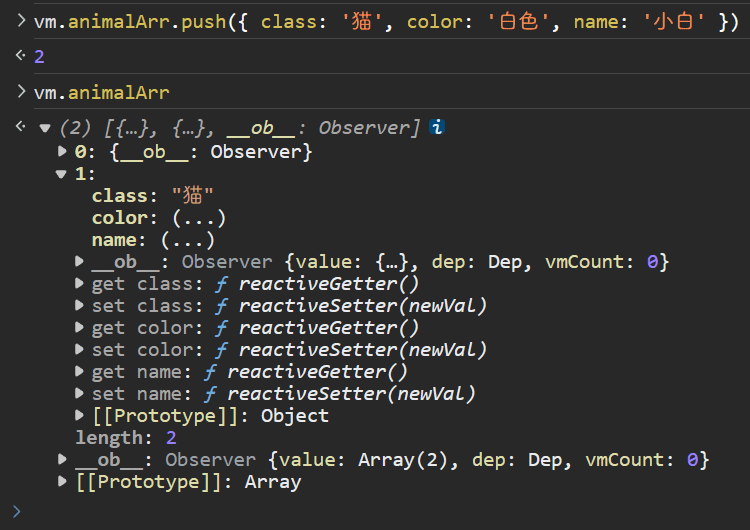 > vm.animalArr.push({ class: '猫', color: '白色', name: '小白' })
2
> vm.animalArr
(2) [{…}, {…}, __ob__: Observer] i
0: {__ob__: Observer}
1:
class: "猫"
color: (...)
name: (...)
__ob__: Observer {value: {…}, dep: Dep, vmCount: 0}
get class: ƒ reactiveGetter()
set class: ƒ reactiveSetter(newVal)
get color: ƒ reactiveGetter()
set color: ƒ reactiveSetter(newVal)
get name: ƒ reactiveGetter()
set name: ƒ reactiveSetter(newVal)
[[Prototype]]: Object
length: 2
__ob__: Observer {value: Array(2), dep: Dep, vmCount: 0}
[[Prototype]]: Array
>